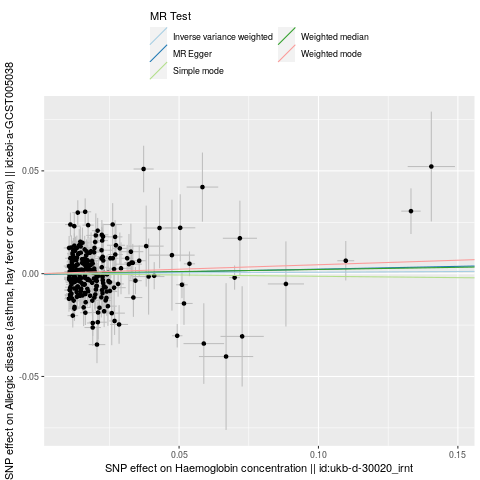 MR Test
Inverse variance weighted
Weighted median
MR Egger
Weighted mode
Simple mode
SNP effect on Allergic disease (asthma, hay fever or eczema) || id:ebi-a-GCST005038
0.05
0.00
-0.05
0.05
0.10
0.15
SNP effect on Haemoglobin concentration || id:ukb-d-30020_irnt